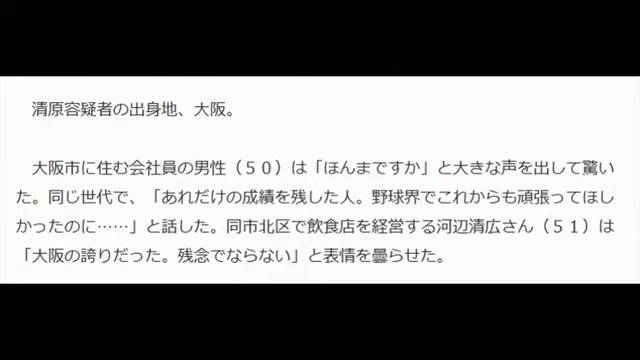 清原容疑者の出身地、大阪。
大阪市に住む会社員の男性（５０）は「ほんまですか」と大きな声を出して驚い
た。同じ世代で、「あれだけの成績を残した人。野球界でこれからも頑張ってほし
かったのに……」と話した。同市北区で飲食店を経営する河辺清広さん（５１）は
「大阪の誇りだった。残念でならない」と表情を曇らせた。